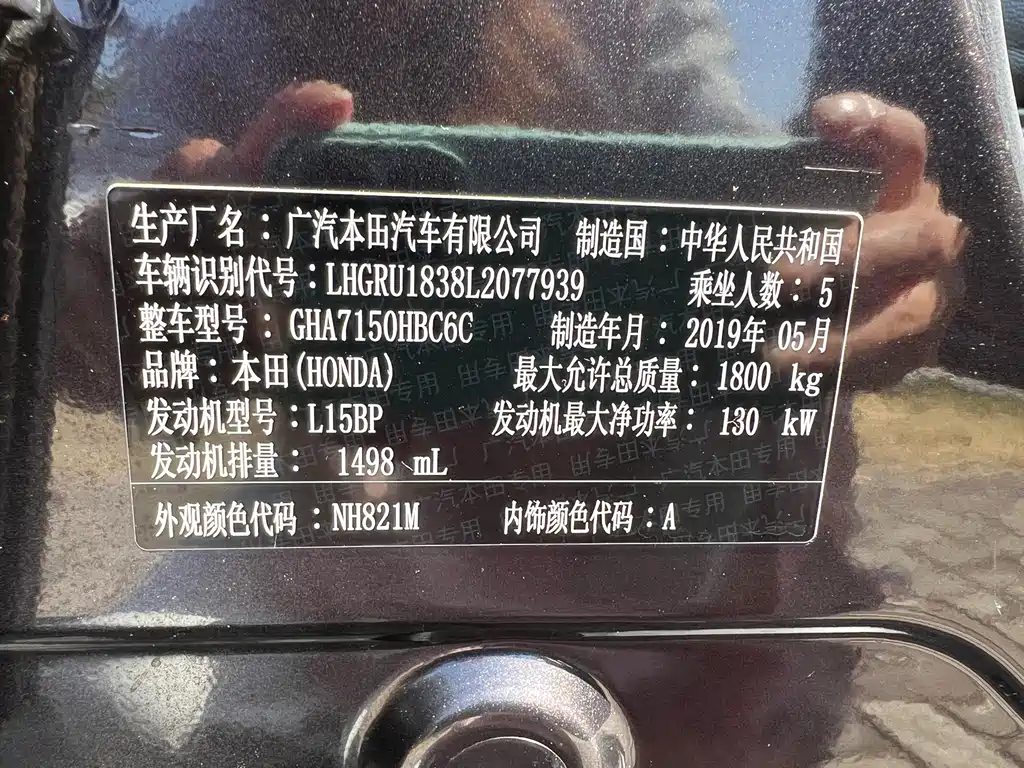 生产厂名：广汽本田汽车有限公司 制造国：中华人民共和国
车辆识别代号：LHGRU1838L2077939 乘坐人数：5
整车型号：GHA7150HBC6C 制造年月：2019年 05月
品牌：本田(HONDA) 最大允许总质量：1800 kg
发动机型号：L15BP 发动机最大净功率：130 kW
发动机排量：1498 mL
外观颜色代码：NH821M 内饰颜色代码：A